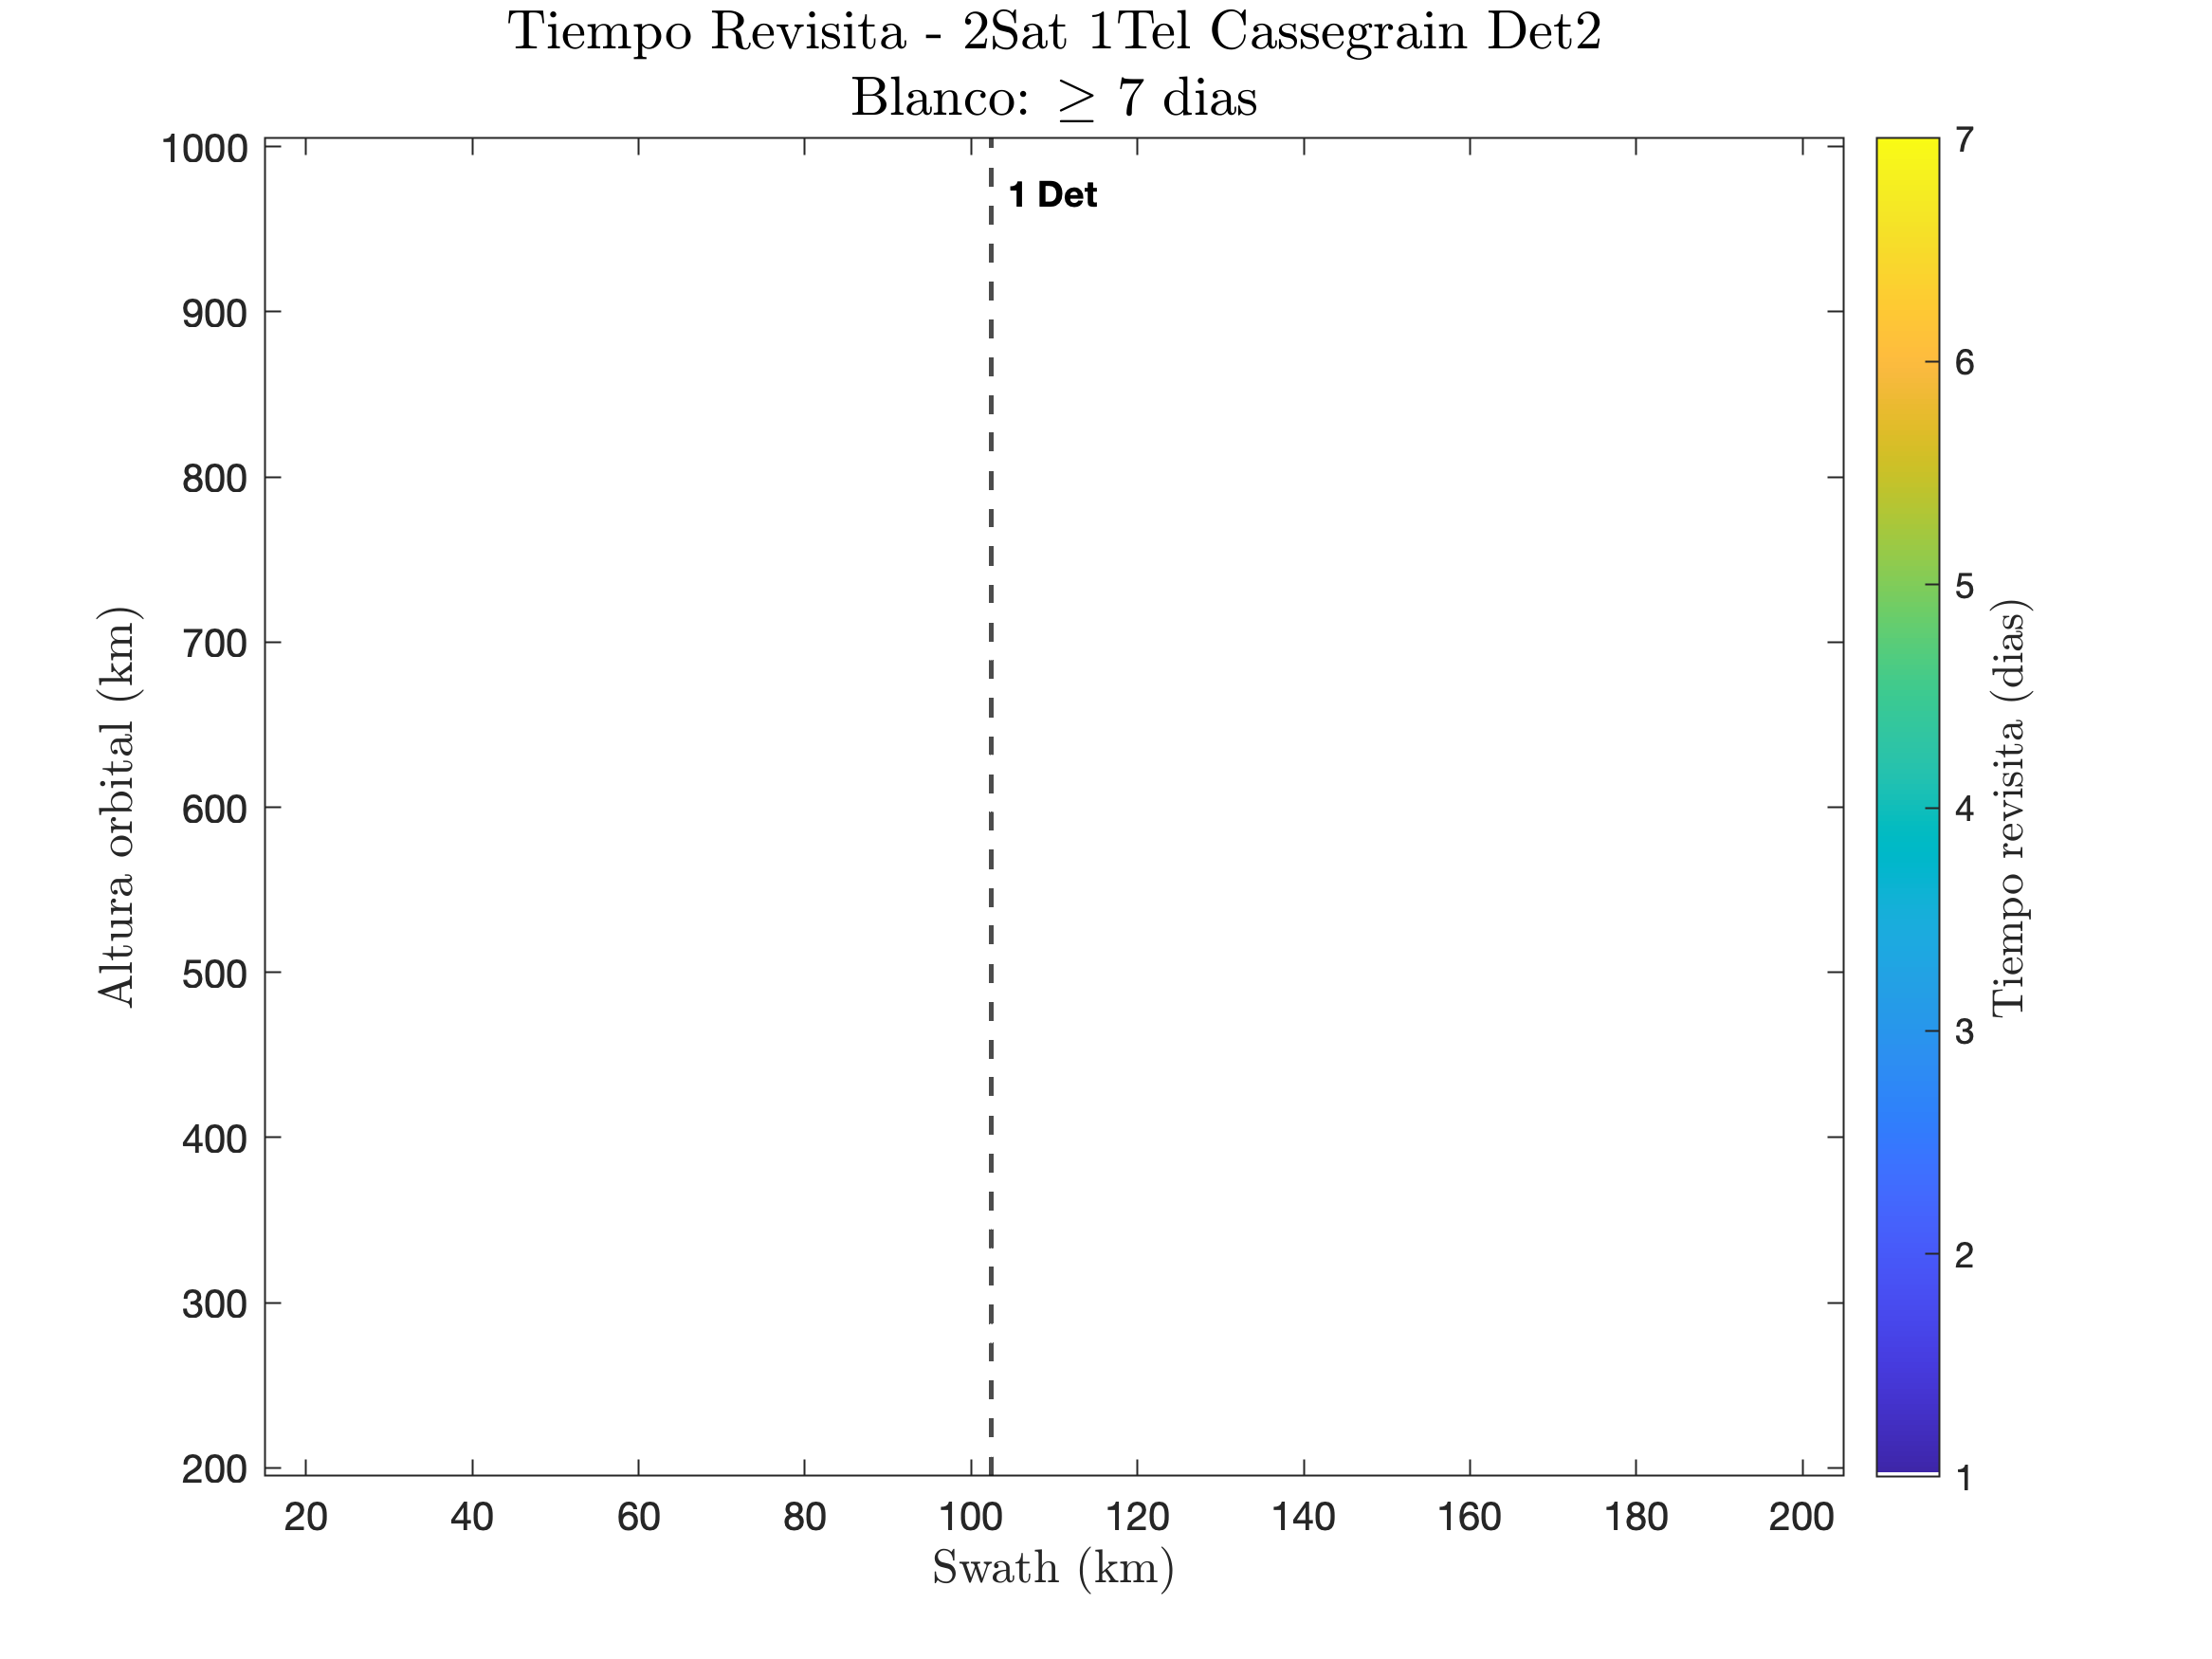 Tiempo Revisita - 2Sat 1Tel Cassegrain Det2
Blanco: ≥ 7 dias
1 Det
1000
900
800
700
600
500
400
300
200
Altura orbital (km)
20 40 60 80 100 120 140 160 180 200
Swath (km)
7
6
5
4
3
2
1
Tiempo revisita (dias)